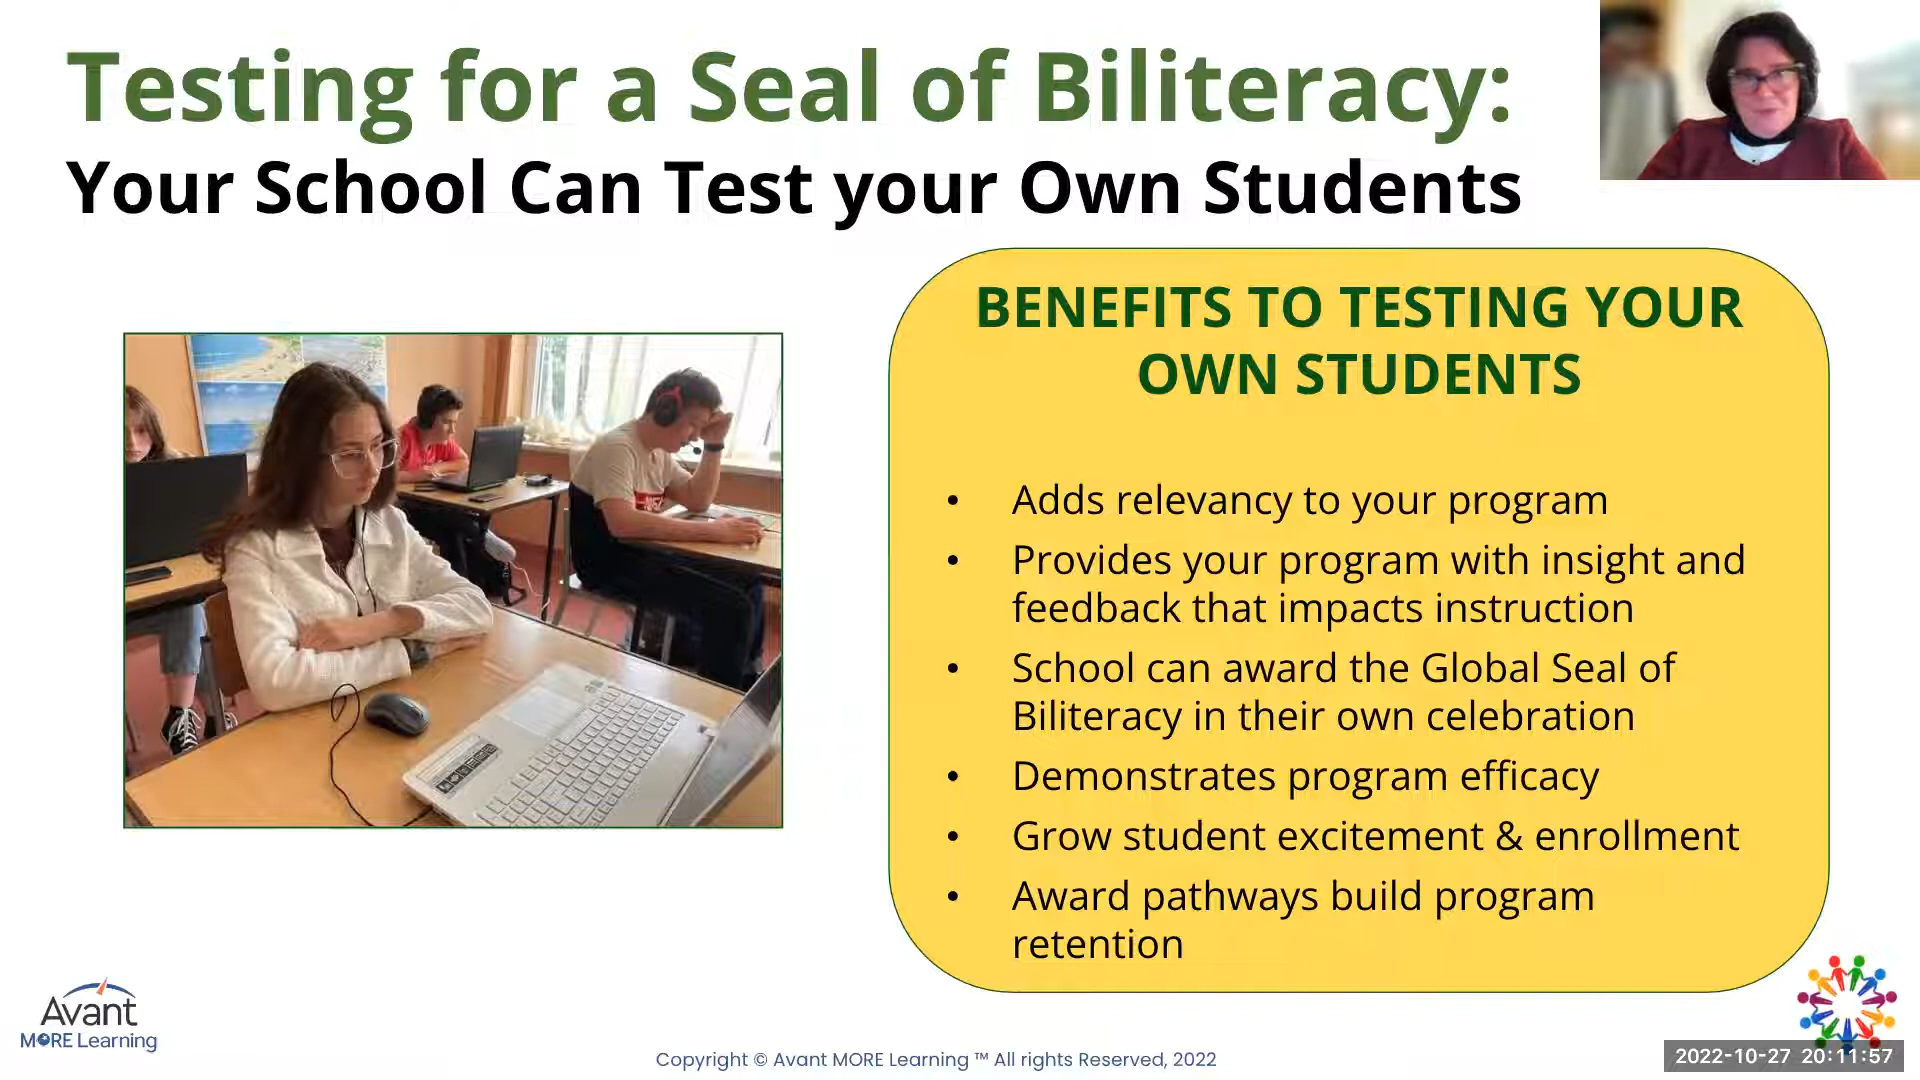 Testing for a Seal of Biliteracy:
Your School Can Test your Own Students
BENEFITS TO TESTING YOUR
OWN STUDENTS
• Adds relevancy to your program
• Provides your program with insight and
feedback that impacts instruction
• School can award the Global Seal of
Biliteracy in their own celebration
• Demonstrates program efficacy
• Grow student excitement & enrollment
• Award pathways build program
retention
Avant
MORE Learning
Copyright © Avant MORE Learning ™ All rights Reserved, 2022
2022-10-27 20:11:57